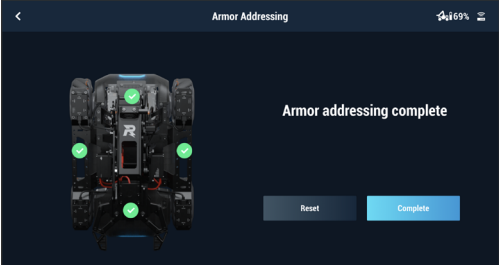 Armor Addressing
69%
R
Armor addressing complete
Reset
Complete